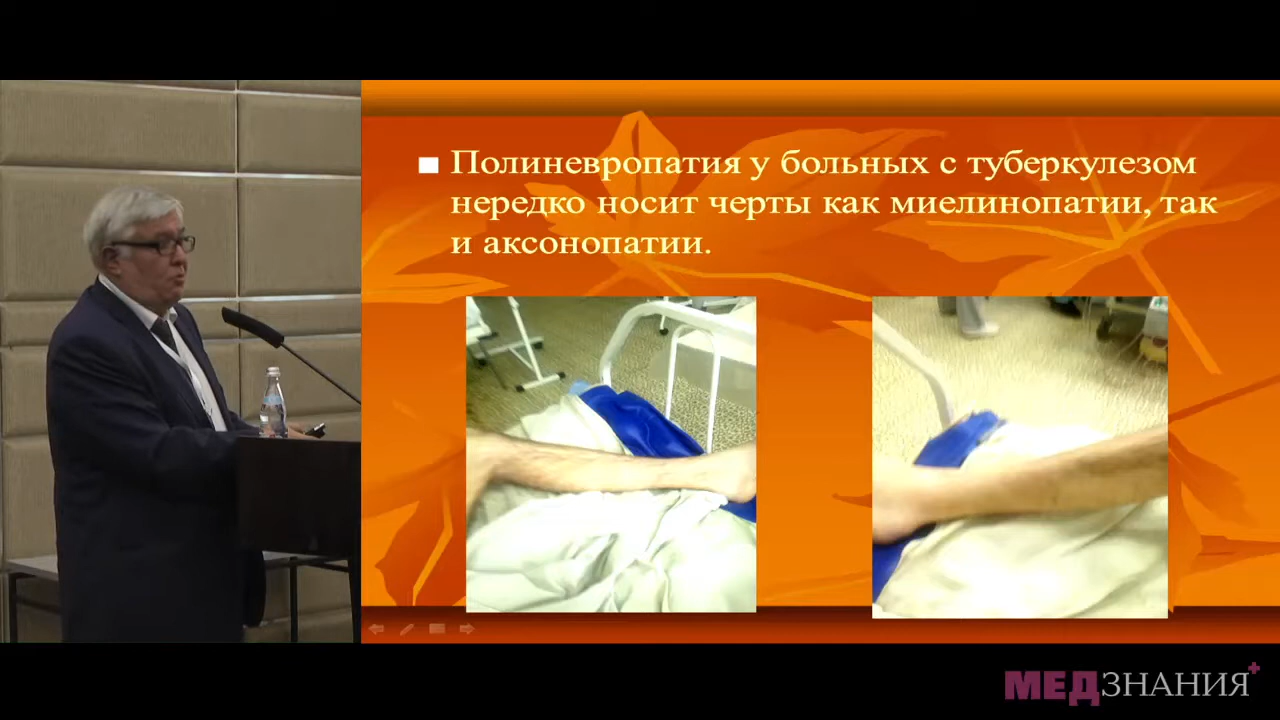 Полиневропатия у больных с туберкулезом
нередко носит черты как миелинопатии, так
и аксонопатии.
МЕДЗНАНИЯ+